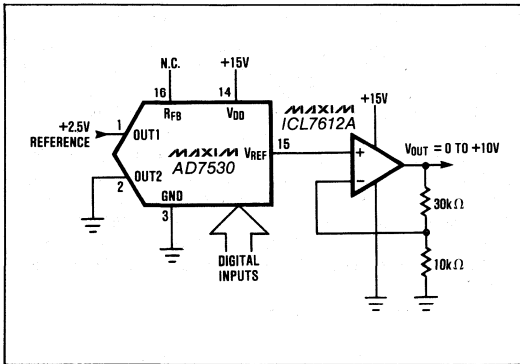 N.C.
+15V
16
14
RFB
VDD
MAXIM
ICL7612A
+15V
+2.5V
REFERENCE
1
OUT1
MAXIM
AD7530
VREF
15
+
−
VOUT = 0 TO +10V
2
OUT2
GND
3
30kΩ
DIGITAL
INPUTS
10kΩ